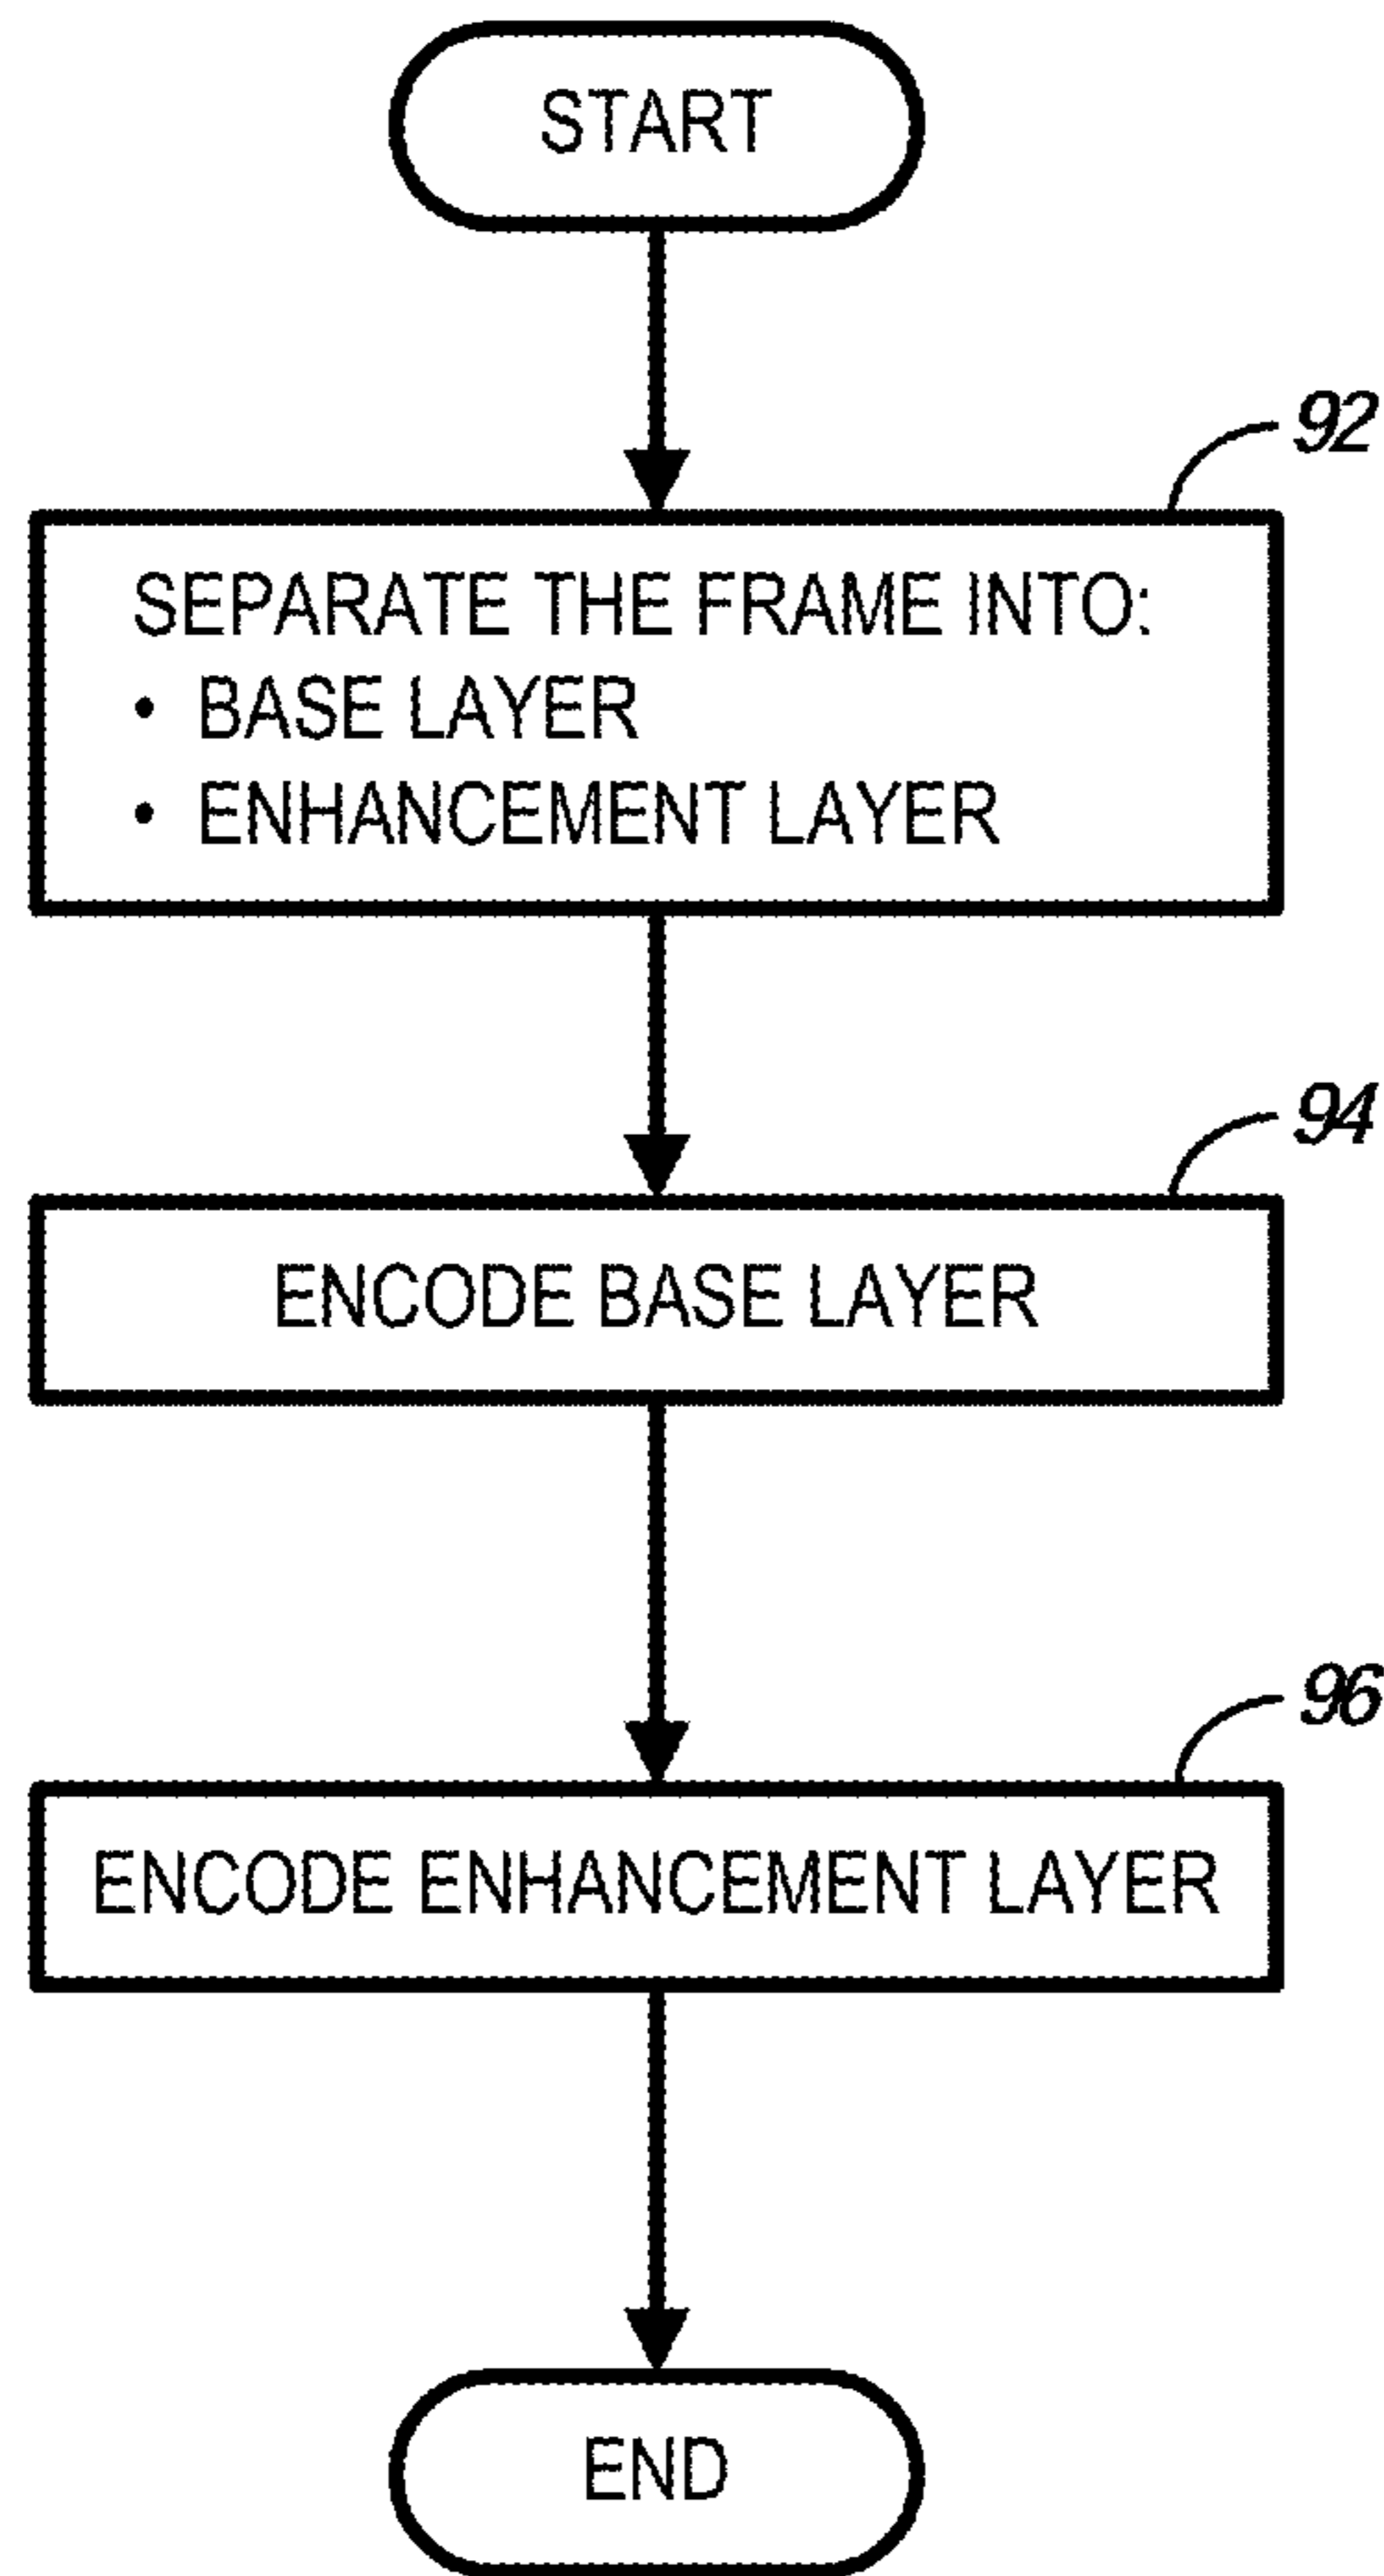 START
92
SEPARATE THE FRAME INTO:
• BASE LAYER
• ENHANCEMENT LAYER
94
ENCODE BASE LAYER
96
ENCODE ENHANCEMENT LAYER
END